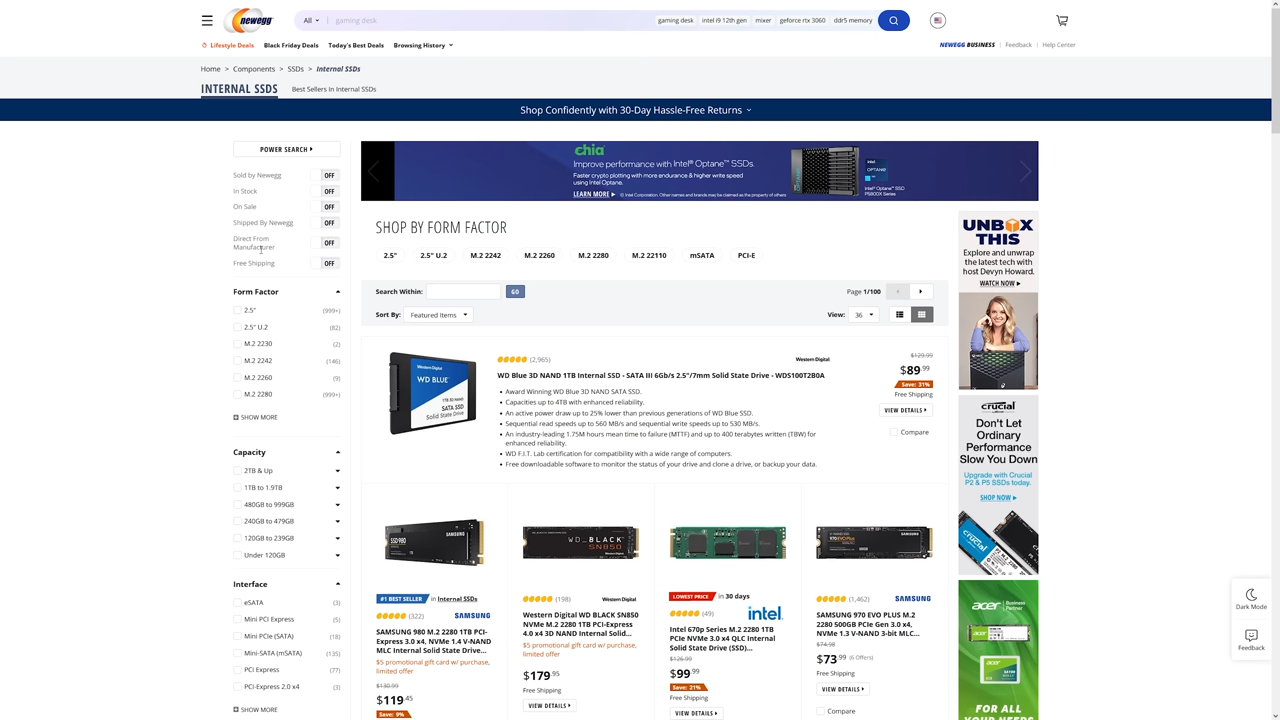 newegg
All
gaming desk
gaming desk
intel i9 12th gen
mixer
geforce rtx 3060
ddr5 memory
Lifestyle Deals
Black Friday Deals
Today's Best Deals
Browsing History
NEWEGG BUSINESS
Feedback
Help Center
Home > Components > SSDs > Internal SSDs
INTERNAL SSDS
Best Sellers In Internal SSDs
Shop Confidently with 30-Day Hassle-Free Returns
POWER SEARCH
Sold by Newegg OFF
In Stock OFF
On Sale OFF
Shipped By Newegg OFF
Direct From
Manufacturer OFF
Free Shipping OFF
Form Factor
2.5" (999+)
2.5" U.2 (82)
M.2 2230 (2)
M.2 2242 (146)
M.2 2260 (9)
M.2 2280 (999+)
SHOW MORE
Capacity
2TB & Up
1TB to 1.9TB
480GB to 999GB
240GB to 479GB
120GB to 239GB
Under 120GB
Interface
eSATA (3)
Mini PCI Express (5)
Mini PCIe (SATA) (18)
Mini-SATA (mSATA) (135)
PCI Express (77)
PCI-Express 2.0 x4 (3)
SHOW MORE
chia
Improve performance with Intel® Optane™ SSDs.
Faster crypto plotting with more endurance & higher write speed
using Intel Optane.
LEARN MORE
© Intel Corporation. Other names and brands may be claimed as the property of others.
intel
OPTANE
Intel® Optane™ SSD
P5800X Series
SHOP BY FORM FACTOR
2.5"
2.5" U.2
M.2 2242
M.2 2260
M.2 2280
M.2 22110
mSATA
PCI-E
Search Within:
GO
Page 1/100
Sort By: Featured Items
View: 36
WD BLUE
3D NAND
SATA SSD
(2,965)
Western Digital
WD Blue 3D NAND 1TB Internal SSD - SATA III 6Gb/s 2.5"/7mm Solid State Drive - WDS100T2B0A
• Award Winning WD Blue 3D NAND SATA SSD.
• Capacities up to 4TB with enhanced reliability.
• An active power draw up to 25% lower than previous generations of WD Blue SSD.
• Sequential read speeds up to 560 MB/s and sequential write speeds up to 530 MB/s.
• An industry-leading 1.75M hours mean time to failure (MTTF) and up to 400 terabytes written (TBW) for
enhanced reliability.
• WD F.I.T. Lab certification for compatibility with a wide range of computers.
• Free downloadable software to monitor the status of your drive and clone a drive, or backup your data.
$129.99
$89.99
Save: 31%
Free Shipping
VIEW DETAILS
Compare
SSD 980
SAMSUNG
#1 BEST SELLER in Internal SSDs
(322)
SAMSUNG
SAMSUNG 980 M.2 2280 1TB PCI-
Express 3.0 x4, NVMe 1.4 V-NAND
MLC Internal Solid State Drive...
$5 promotional gift card w/ purchase,
limited offer
$130.99
$119.45
Save: 9%
WD_BLACK
SN850
(198)
Western Digital
Western Digital WD BLACK SN850
NVMe M.2 2280 1TB PCI-Express
4.0 x4 3D NAND Internal Solid...
$5 promotional gift card w/ purchase,
limited offer
$179.95
Free Shipping
VIEW DETAILS
LOWEST PRICE in 30 days
(49)
intel
Intel 670p Series M.2 2280 1TB
PCIe NVMe 3.0 x4 QLC Internal
Solid State Drive (SSD)...
$126.99
$99.99
Save: 21%
Free Shipping
VIEW DETAILS
SAMSUNG
(1,462)
SAMSUNG
SAMSUNG 970 EVO PLUS M.2
2280 500GB PCIe Gen 3.0 x4,
NVMe 1.3 V-NAND 3-bit MLC...
$74.98
$73.99 (6 Offers)
Free Shipping
VIEW DETAILS
Compare
UNBOX
THIS
Explore and unwrap
the latest tech with
host Devyn Howard.
WATCH NOW
crucial
Don't Let
Ordinary
Performance
Slow You Down
Upgrade with Crucial
P2 & P5 SSDs today.
SHOP NOW
crucial
acer
Business
Partner
acer
acer
FOR ALL
Dark Mode
Feedback